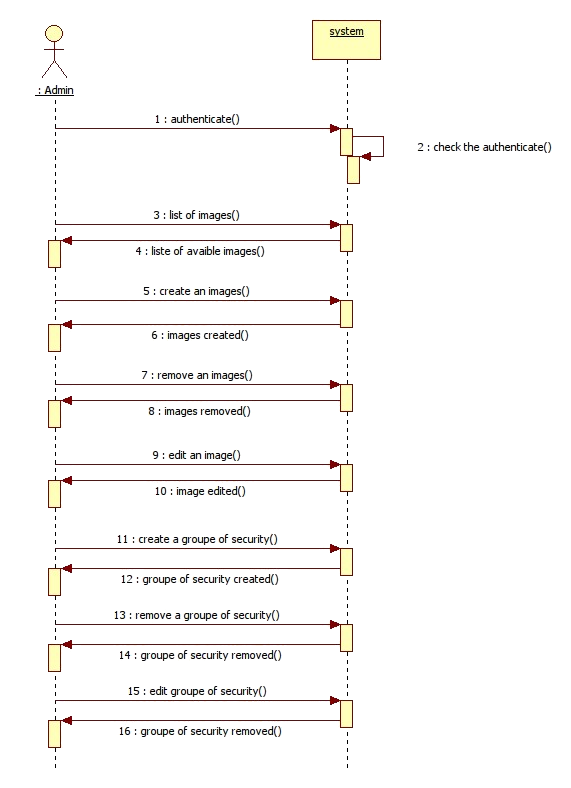 system
: Admin
1 : authenticate()
2 : check the authenticate()
3 : list of images()
4 : liste of avaible images()
5 : create an images()
6 : images created()
7 : remove an images()
8 : images removed()
9 : edit an image()
10 : image edited()
11 : create a groupe of security()
12 : groupe of security created()
13 : remove a groupe of security()
14 : groupe of security removed()
15 : edit groupe of security()
16 : groupe of security removed()